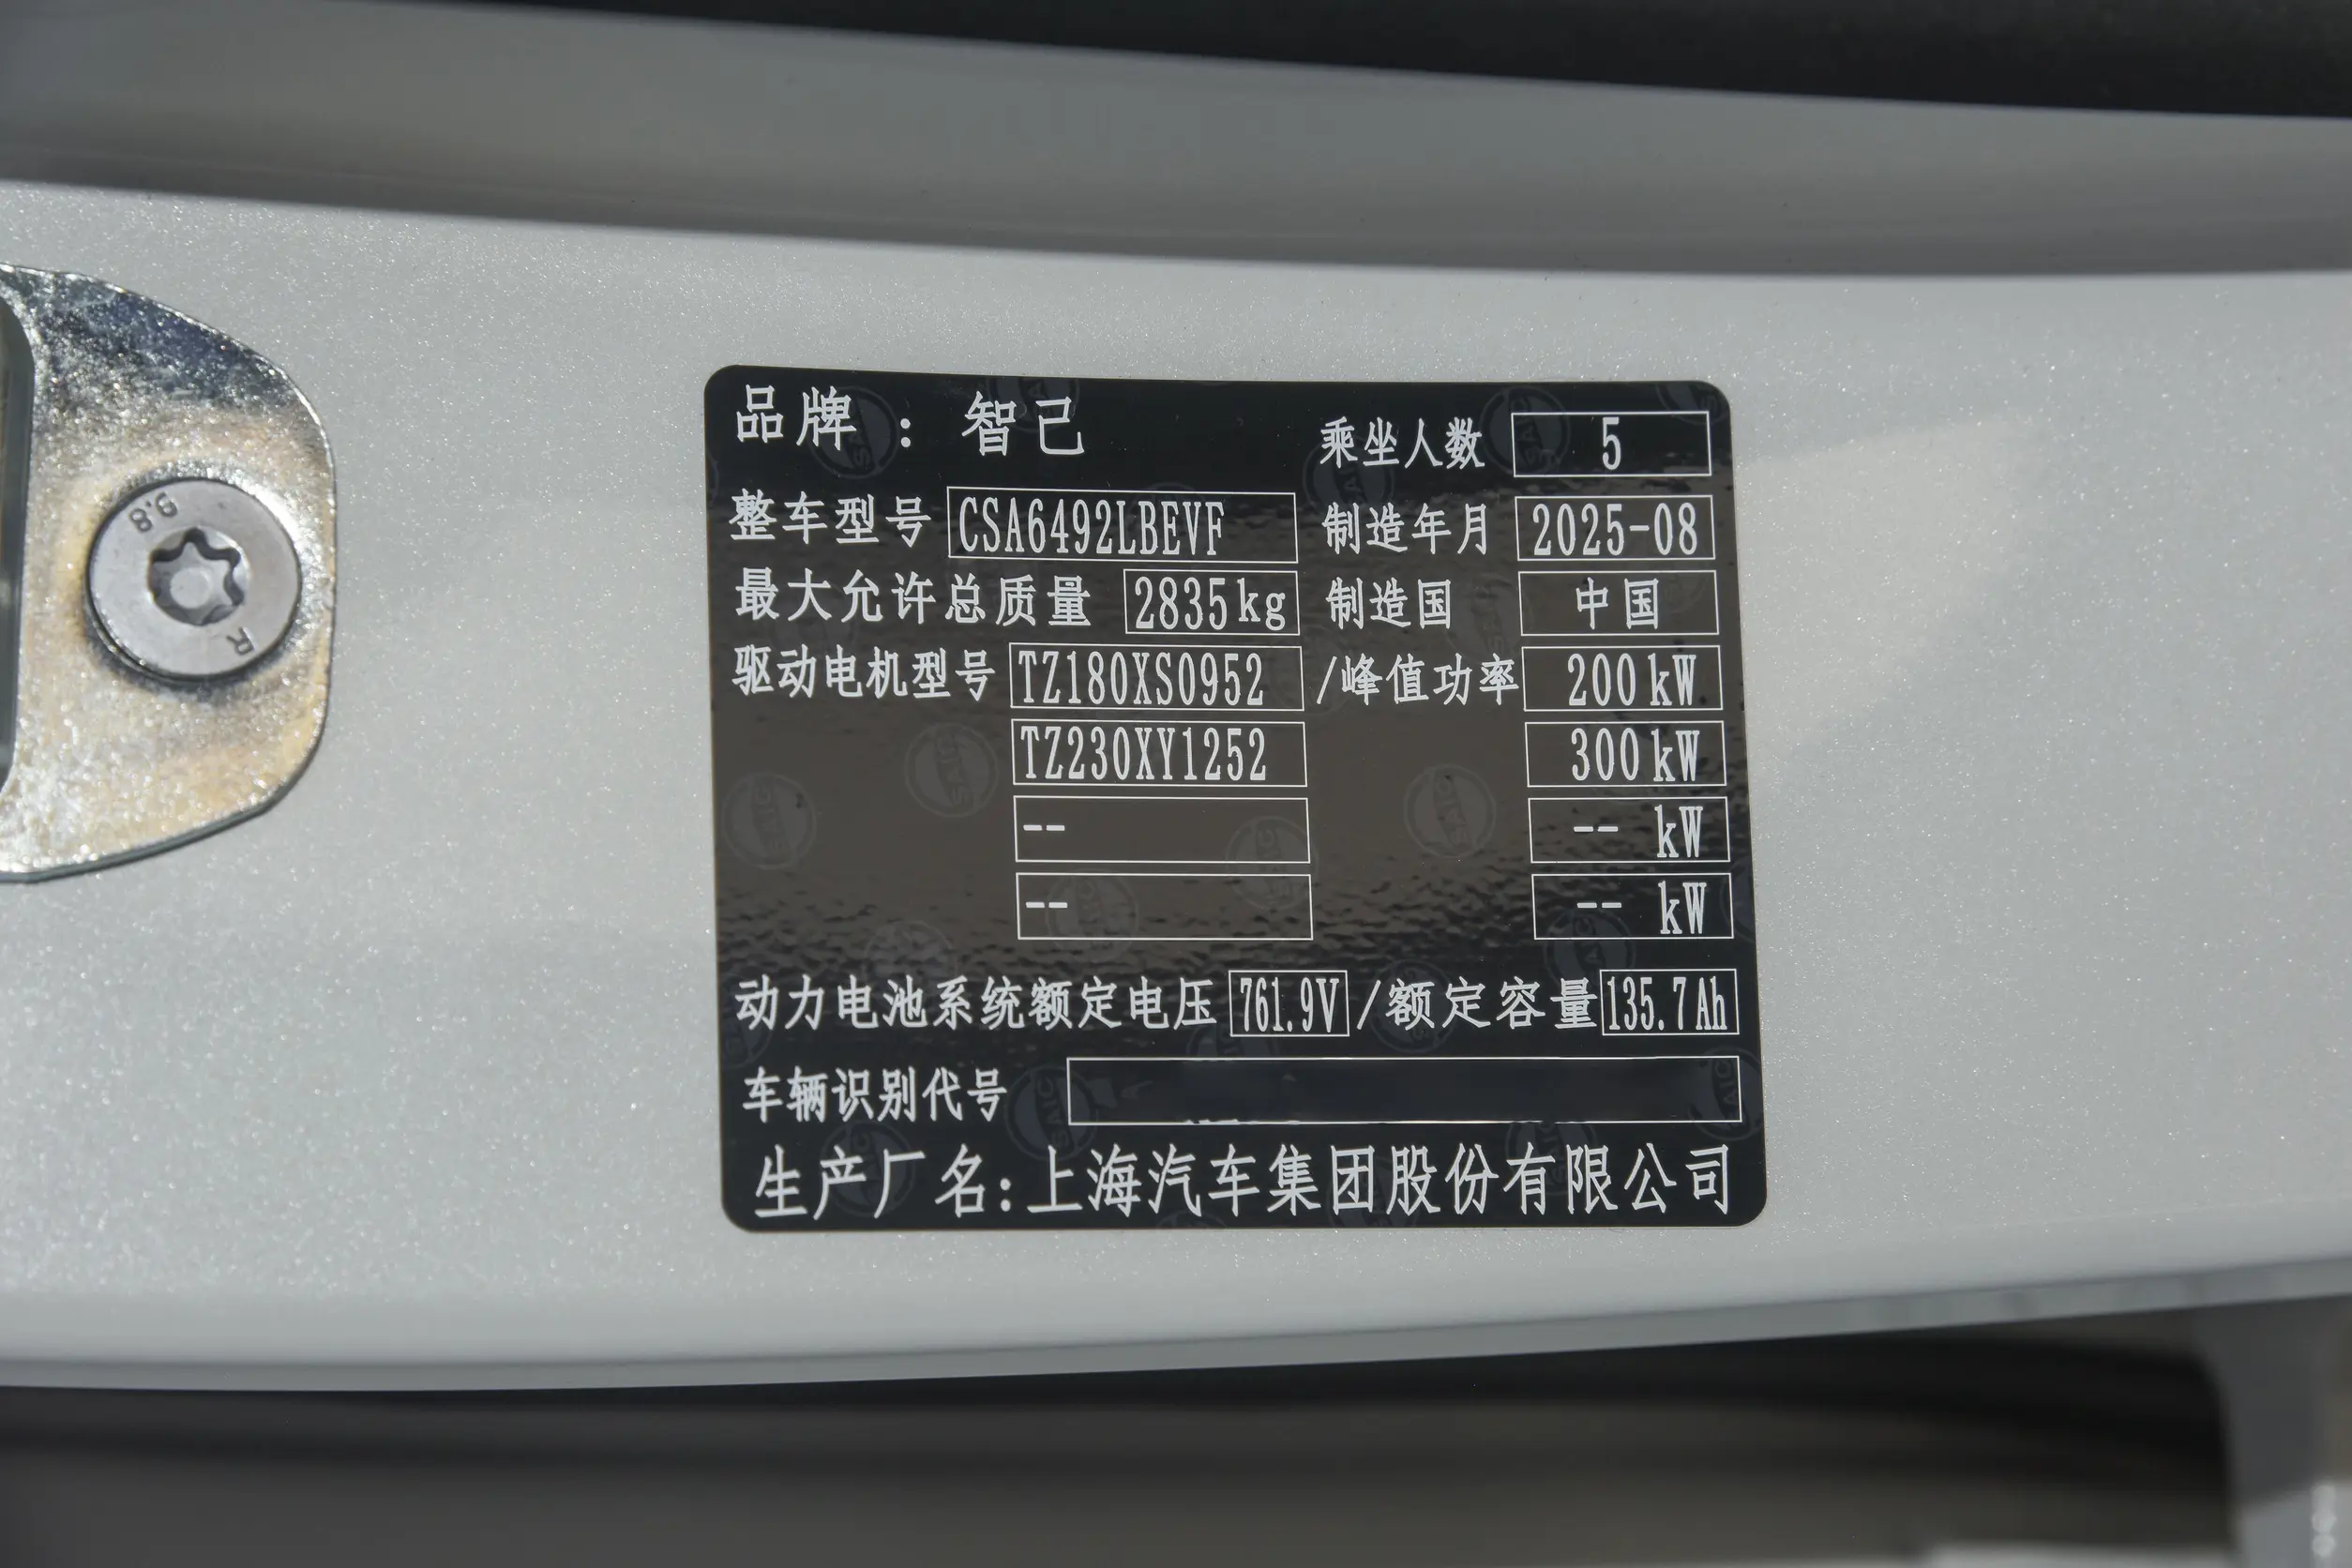 品牌：智己 乘坐人数 5
整车型号 CSA6492LBEVF 制造年月 2025-08
最大允许总质量 2835kg 制造国 中国
驱动电机型号 TZ180XS0952 /峰值功率 200kW
TZ230XY1252 300kW
-- -- kW
-- -- kW
动力电池系统额定电压 761.9V /额定容量 135.7Ah
车辆识别代号
生产厂名：上海汽车集团股份有限公司
9.8
R
SAIC